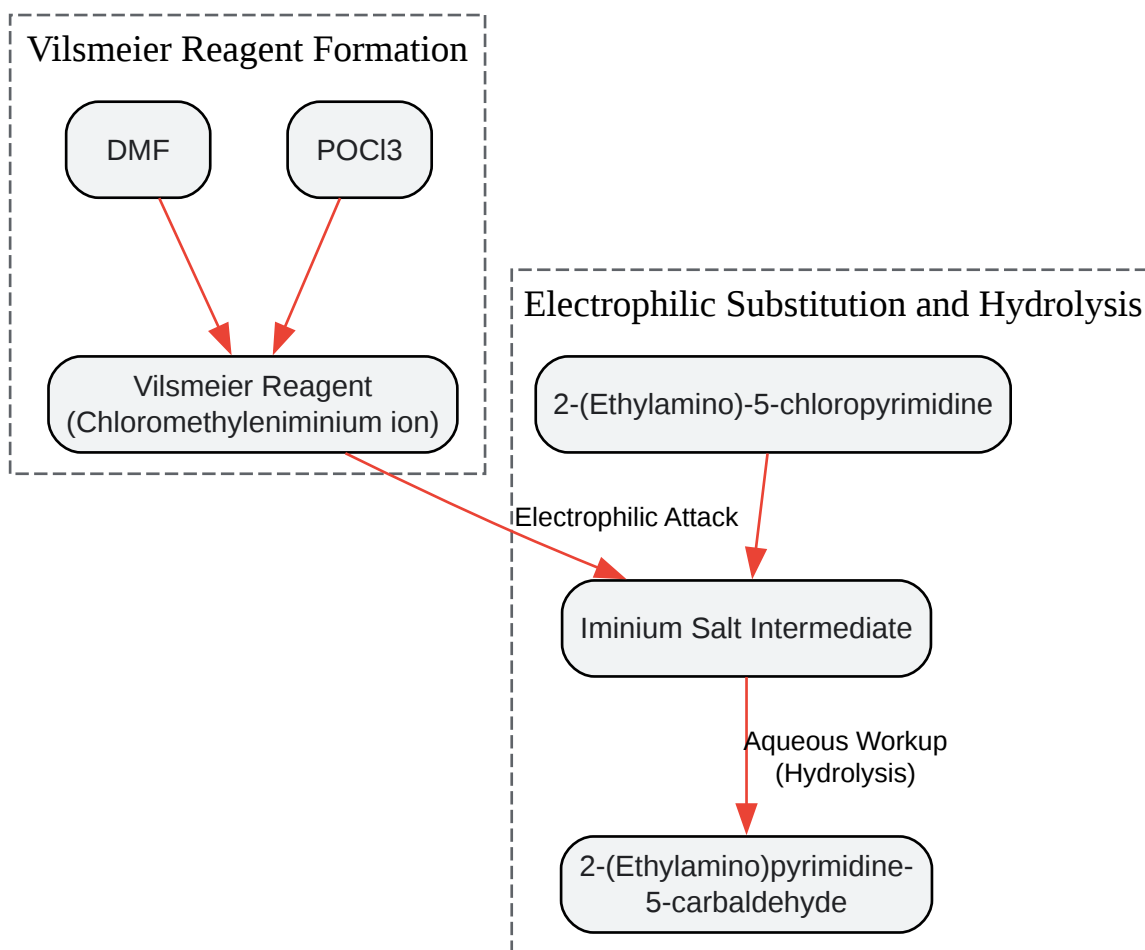 Vilsmeier Reagent Formation
DMF
POCl3
Vilsmeier Reagent
(Chloromethyleniminium ion)
Electrophilic Substitution and Hydrolysis
2-(Ethylamino)-5-chloropyrimidine
Electrophilic Attack
Iminium Salt Intermediate
Aqueous Workup
(Hydrolysis)
2-(Ethylamino)pyrimidine-
5-carbaldehyde